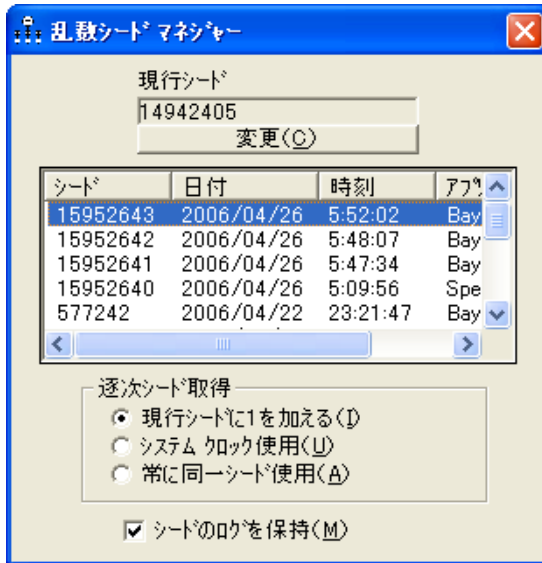 乱数シード マネジャー
現行シード
14942405
変更(C)
シード 日付 時刻 アプリ
15952643 2006/04/26 5:52:02 Bay
15952642 2006/04/26 5:48:07 Bay
15952641 2006/04/26 5:47:34 Bay
15952640 2006/04/26 5:09:56 Spe
577242 2006/04/22 23:21:47 Bay
逐次シード取得
現行シードに1を加える(I)
システム クロック使用(U)
常に同一シード使用(A)
シードのログを保持(M)